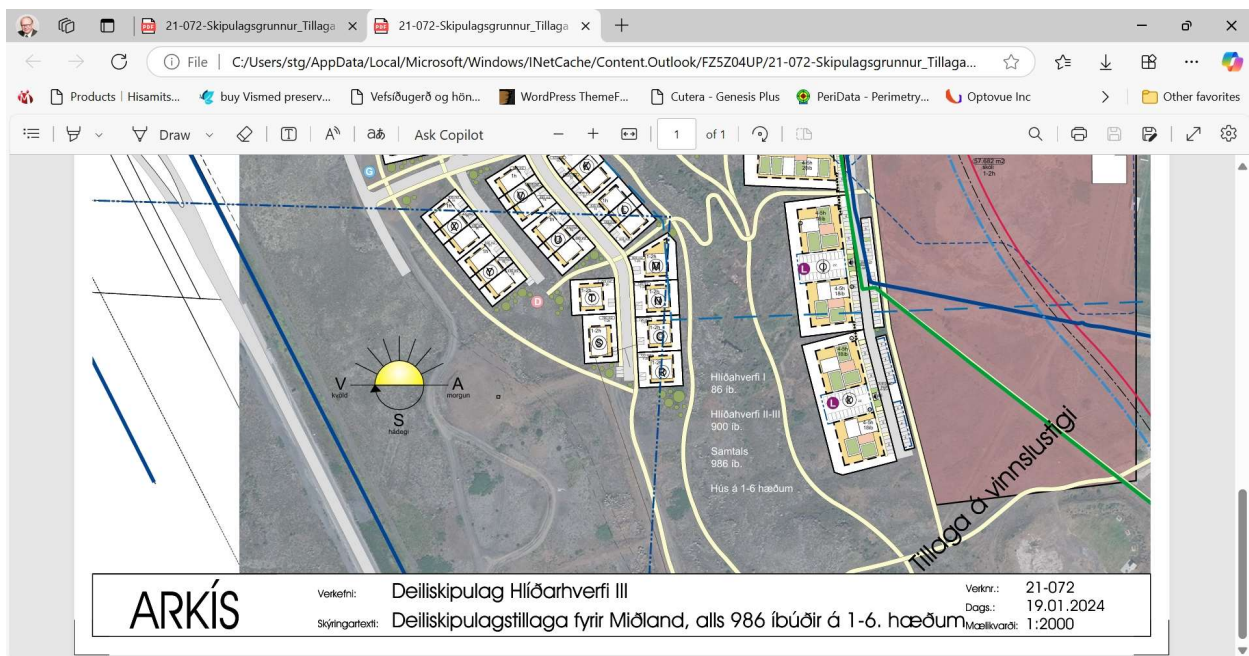 21-072-Skipulagsgrunnur_Tillaga
21-072-Skipulagsgrunnur_Tillaga
File
C:/Users/stg/AppData/Local/Microsoft/Windows/INetCache/Content.Outlook/FZ5Z04UP/21-072-Skipulagsgrunnur_Tillaga...
Products | Hisamits...
buy Vismed preserv...
Vefsíðugerð og hön...
WordPress ThemeF...
Cutera - Genesis Plus
PeriData - Perimetry...
Optovue Inc
Other favorites
Draw
Ask Copilot
1 of 1
G
D
L
L
V
kvöld
A
morgun
S
hádegi
Hlíðahverfi I
86 íb.
Hlíðahverfi II-III
900 íb.
Samtals
986 íb.
Hús á 1-6 hæðum
Tillaga á vinnslustigi
ARKÍS
Verkefni: Deiliskipulag Hlíðarhverfi III
Skýringartexti: Deiliskipulagstillaga fyrir Miðland, alls 986 íbúðir á 1-6. hæðum
Verknr.: 21-072
Dags.: 19.01.2024
Mælikvarði: 1:2000